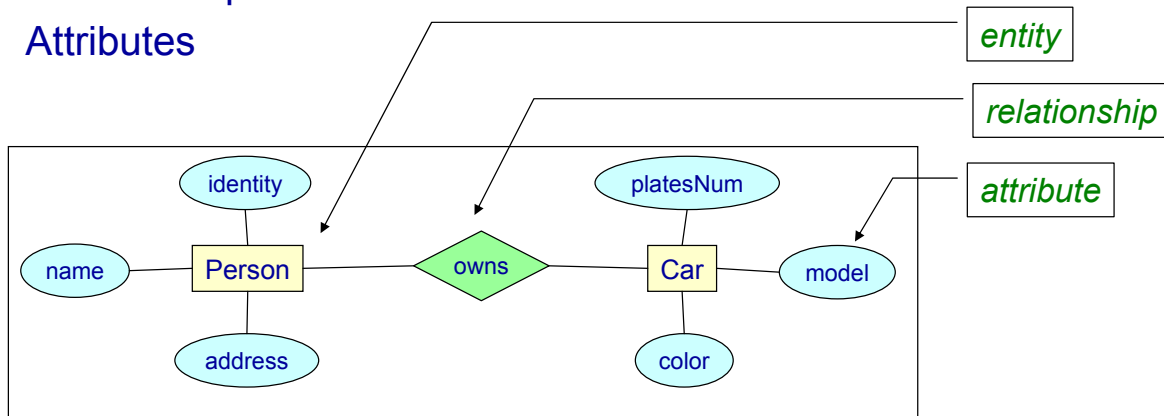 Attributes
entity
relationship
attribute
identity
platesNum
name
Person
owns
Car
model
address
color